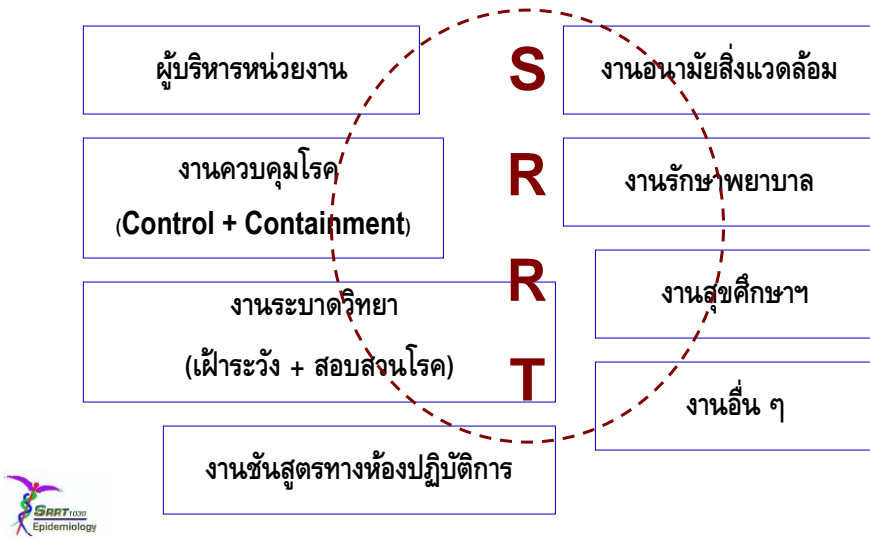 ผู้บริหารหน่วยงาน
งานควบคุมโรค
(Control + Containment)
งานระบาดวิทยา
(เฝ้าระวัง + สอบสวนโรค)
งานชันสูตรทางห้องปฏิบัติการ
S
R
R
T
งานอนามัยสิ่งแวดล้อม
งานรักษาพยาบาล
งานสุขศึกษาฯ
งานอื่น ๆ
SRRT 1030
Epidemiology